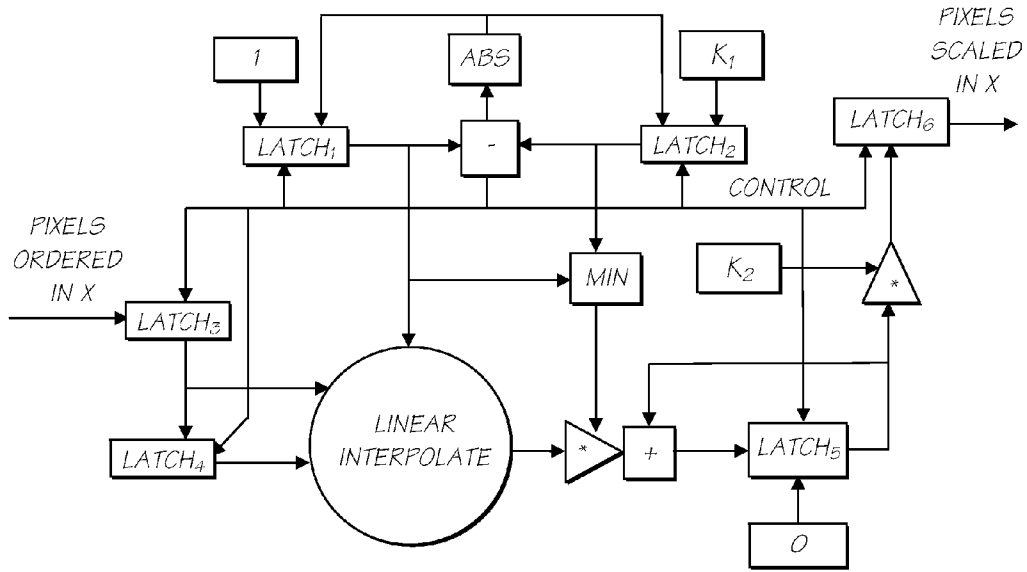 PIXELS
SCALED
IN X
1
ABS
K₁
LATCH₁
-
LATCH₂
LATCH₆
CONTROL
PIXELS
ORDERED
IN X
MIN
K₂
*
LATCH₃
LINEAR
INTERPOLATE
LATCH₄
*
+
LATCH₅
0